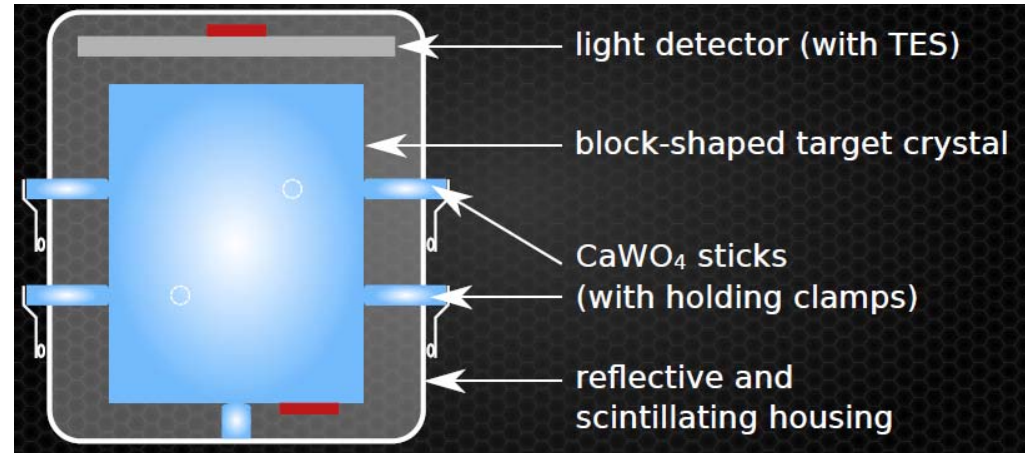 light detector (with TES)
block-shaped target crystal
CaWO₄ sticks
(with holding clamps)
reflective and
scintillating housing